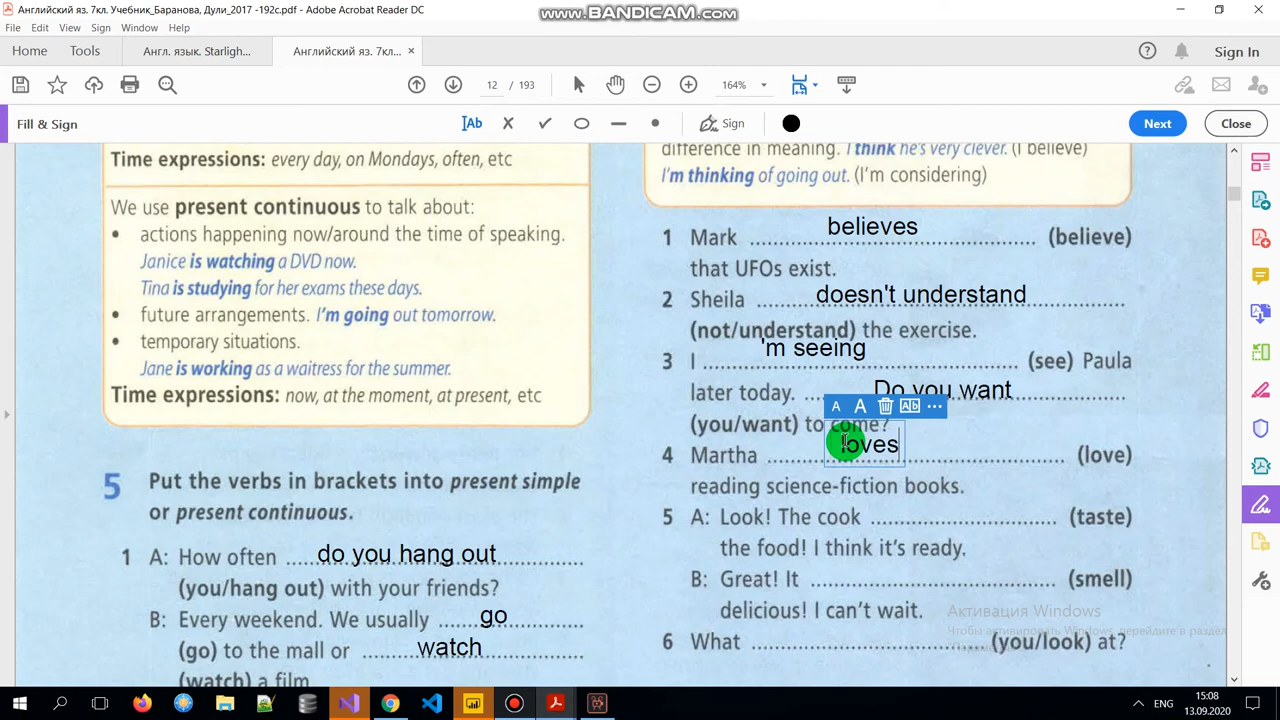 Английский яз. 7кл. Учебник_Баранова, Дули_2017 -192c.pdf - Adobe Acrobat Reader DC
WWW.BANDICAM.COM
File Edit View Sign Window Help
Home Tools Англ. язык. Starligh... Английский яз. 7кл... × Sign In
12 / 193 164%
Fill & Sign Ab Sign Next Close
Time expressions: every day, on Mondays, often, etc
We use present continuous to talk about:
• actions happening now/around the time of speaking.
Janice is watching a DVD now.
Tina is studying for her exams these days.
• future arrangements. I'm going out tomorrow.
• temporary situations.
Jane is working as a waitress for the summer.
Time expressions: now, at the moment, at present, etc
5 Put the verbs in brackets into present simple
or present continuous.
1 A: How often do you hang out
(you/hang out) with your friends?
B: Every weekend. We usually go
(go) to the mall or watch
(watch) a film
difference in meaning. I think he's very clever. (I believe)
I'm thinking of going out. (I'm considering)
1 Mark believes (believe)
that UFOs exist.
2 Sheila doesn't understand
(not/understand) the exercise.
3 I 'm seeing (see) Paula
later today. Do you want
A A Ab ...
(you/want) to come?
4 Martha loves (love)
reading science-fiction books.
5 A: Look! The cook (taste)
the food! I think it's ready.
B: Great! It (smell)
delicious! I can't wait.
6 What (you/look) at?
Активация Windows
Чтобы активировать Windows, перейдите в раздел
ENG
15:08
13.09.2020